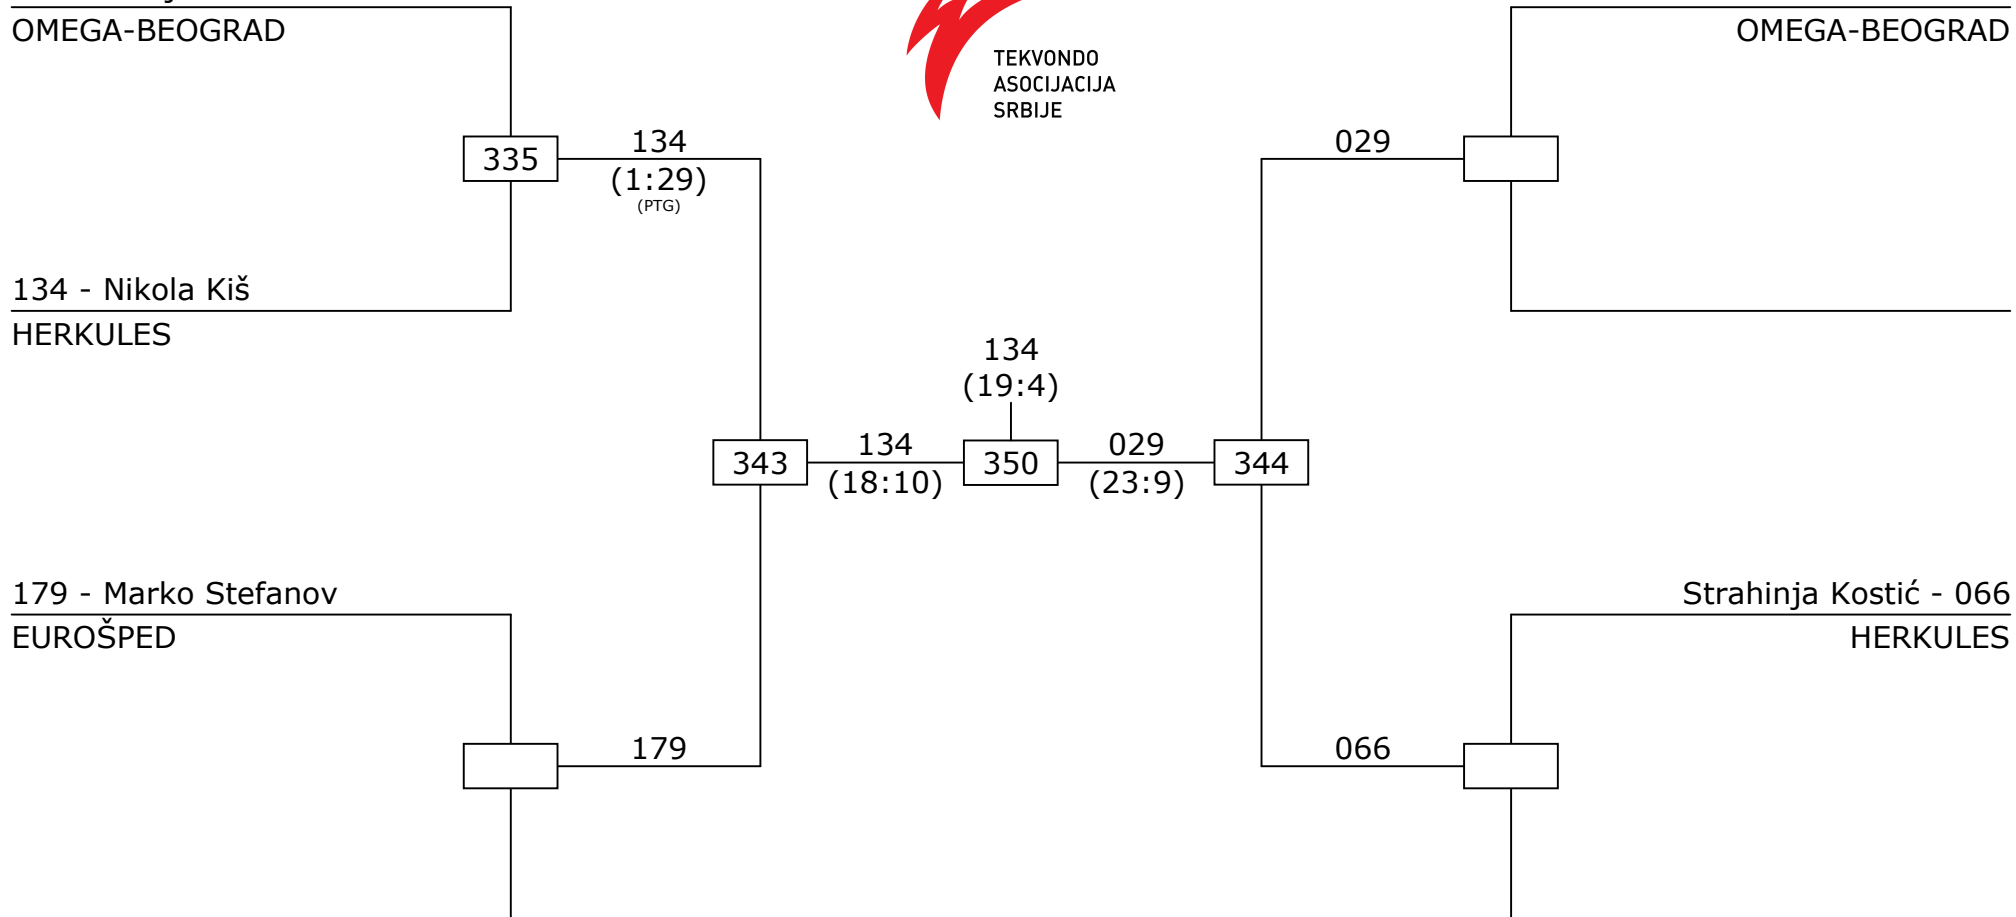 OMEGA-BEOGRAD
OMEGA-BEOGRAD
TEKVONDO
ASOCIJACIJA
SRBIJE
335
134
(1:29)
(PTG)
029
134 - Nikola Kiš
HERKULES
134
(19:4)
343
134
(18:10)
350
029
(23:9)
344
179 - Marko Stefanov
EUROŠPED
Strahinja Kostić - 066
HERKULES
179
066